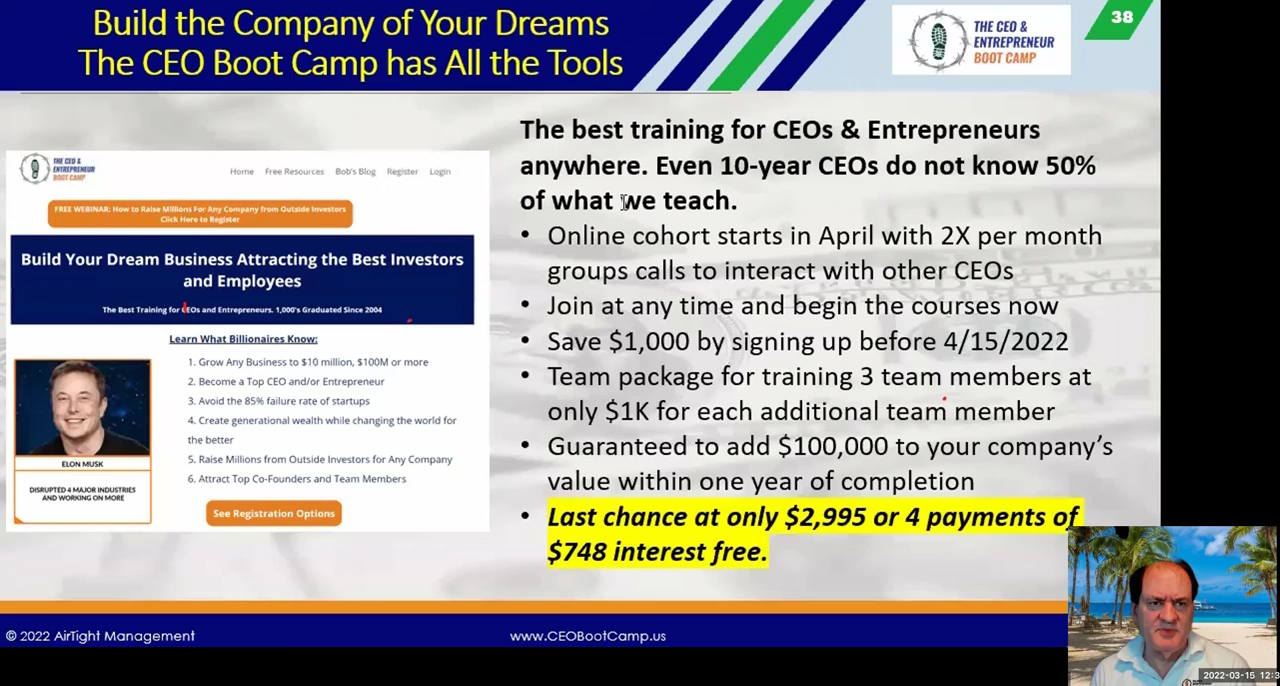 Build the Company of Your Dreams
The CEO Boot Camp has All the Tools
THE CEO &
ENTREPRENEUR
BOOT CAMP
38
THE CEO &
ENTREPRENEUR
BOOT CAMP
Home Free Resources Bob's Blog Register Login
FREE WEBINAR: How to Raise Millions For Any Company from Outside Investors
Click Here to Register
Build Your Dream Business Attracting the Best Investors
and Employees
The Best Training for CEOs and Entrepreneurs. 1,000's Graduated Since 2004
Learn What Billionaires Know:
1. Grow Any Business to $10 million, $100M or more
2. Become a Top CEO and/or Entrepreneur
3. Avoid the 85% failure rate of startups
4. Create generational wealth while changing the world for
the better
5. Raise Millions from Outside Investors for Any Company
6. Attract Top Co-Founders and Team Members
ELON MUSK
DISRUPTED 4 MAJOR INDUSTRIES
AND WORKING ON MORE
See Registration Options
The best training for CEOs & Entrepreneurs
anywhere. Even 10-year CEOs do not know 50%
of what we teach.
• Online cohort starts in April with 2X per month
groups calls to interact with other CEOs
• Join at any time and begin the courses now
• Save $1,000 by signing up before 4/15/2022
• Team package for training 3 team members at
only $1K for each additional team member
• Guaranteed to add $100,000 to your company's
value within one year of completion
• Last chance at only $2,995 or 4 payments of
$748 interest free.
© 2022 AirTight Management
www.CEOBootCamp.us
2022-03-15 12:3